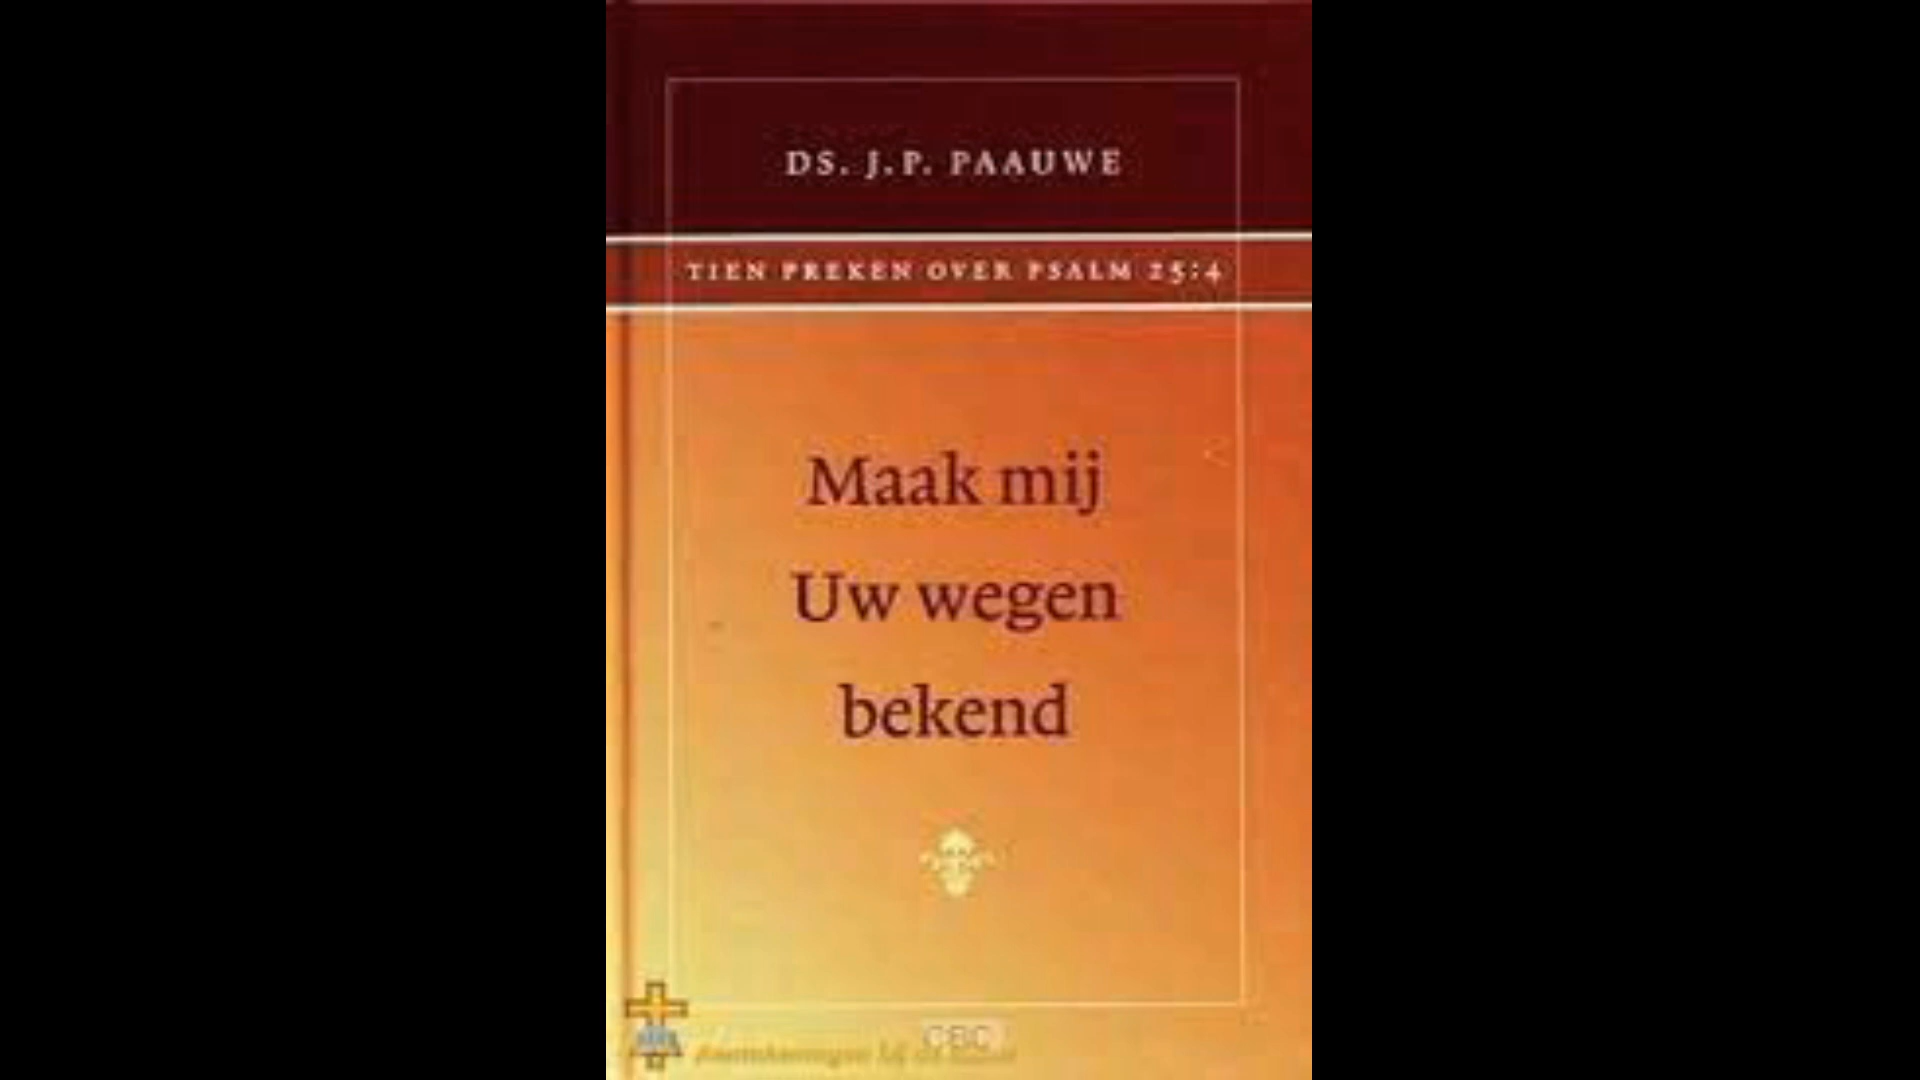 DS. J.P. PAAUWE
TIEN PREKEN OVER PSALM 25:4
Maak mij
Uw wegen
bekend
CBC